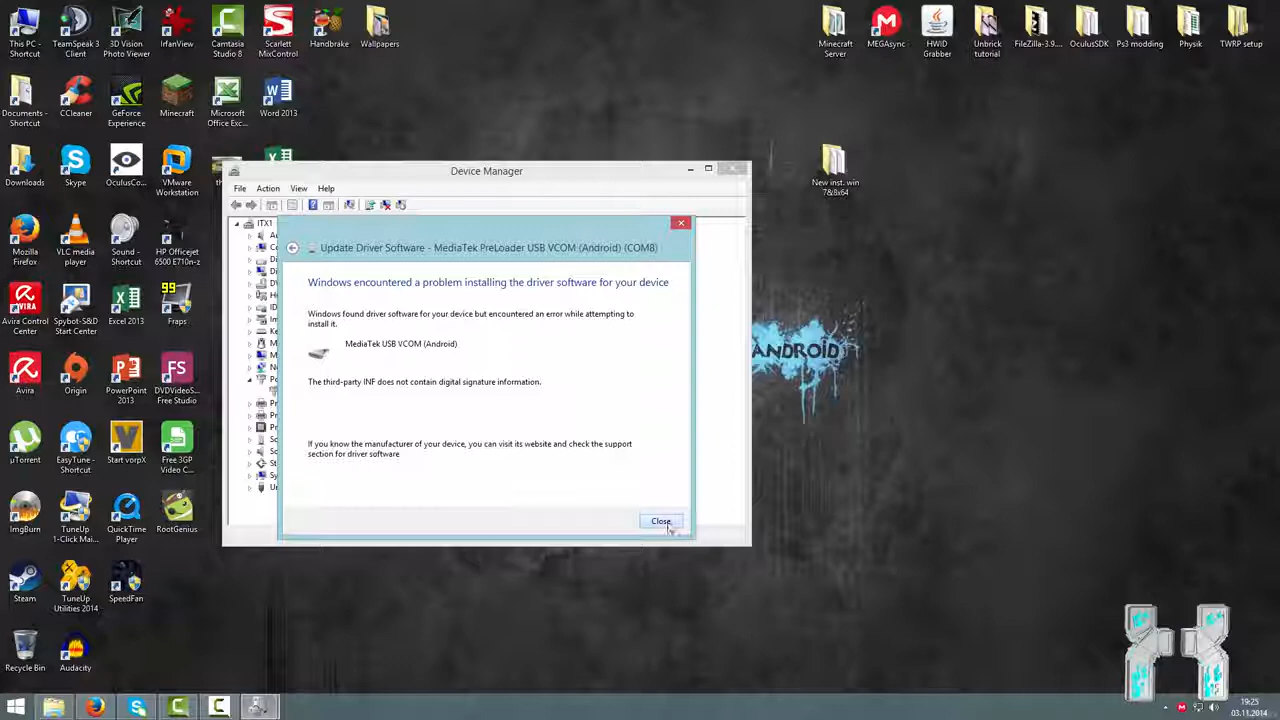 This PC -
Shortcut
TeamSpeak 3
Client
3D Vision
Photo Viewer
IrfanView
Camtasia
Studio 8
Scarlett
MixControl
Handbrake
Wallpapers
Minecraft
Server
MEGAsync
HWID
Grabber
Unbrick
tutorial
FileZilla-3.9....
OculusSDK
Ps3 modding
Physik
TWRP setup
Documents -
Shortcut
CCleaner
GeForce
Experience
Minecraft
Microsoft
Office Exc...
Word 2013
Downloads
Skype
OculusCo...
VMware
Workstation
New inst. win
7&8x64
Device Manager
File Action View Help
ITX1
Update Driver Software - MediaTek PreLoader USB VCOM (Android) (COM8)
Windows encountered a problem installing the driver software for your device
Windows found driver software for your device but encountered an error while attempting to
install it.
MediaTek USB VCOM (Android)
The third-party INF does not contain digital signature information.
If you know the manufacturer of your device, you can visit its website and check the support
section for driver software
Close
ANDROID
Mozilla
Firefox
VLC media
player
Sound -
Shortcut
HP Officejet
6500 E710n-z
99
Avira Control
Center
Spybot-S&D
Start Center
Excel 2013
Fraps
Avira
Origin
PowerPoint
2013
DVDVideoS...
Free Studio
µTorrent
EasyTune -
Shortcut
Start vorpX
Free 3GP
Video C...
ImgBurn
TuneUp
1-Click Mai...
QuickTime
Player
RootGenius
Steam
TuneUp
Utilities 2014
SpeedFan
Recycle Bin
Audacity
19:25
03.11.2014